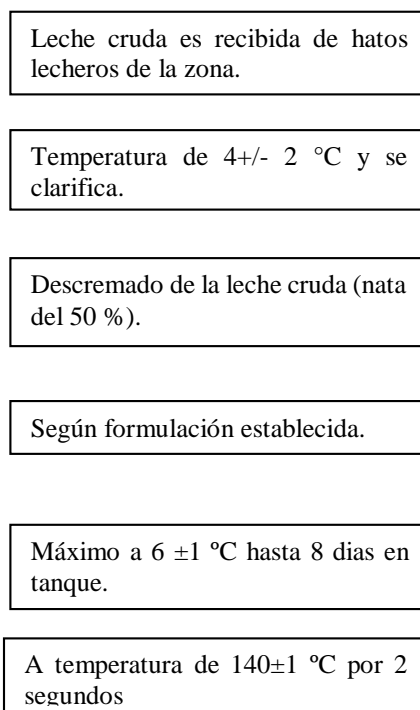 Leche cruda es recibida de hatos
lecheros de la zona.
Temperatura de 4+/- 2 °C y se
clarifica.
Descremado de la leche cruda (nata
del 50 %).
Según formulación establecida.
Máximo a 6 ±1 ºC hasta 8 dias en
tanque.
A temperatura de 140±1 ºC por 2
segundos